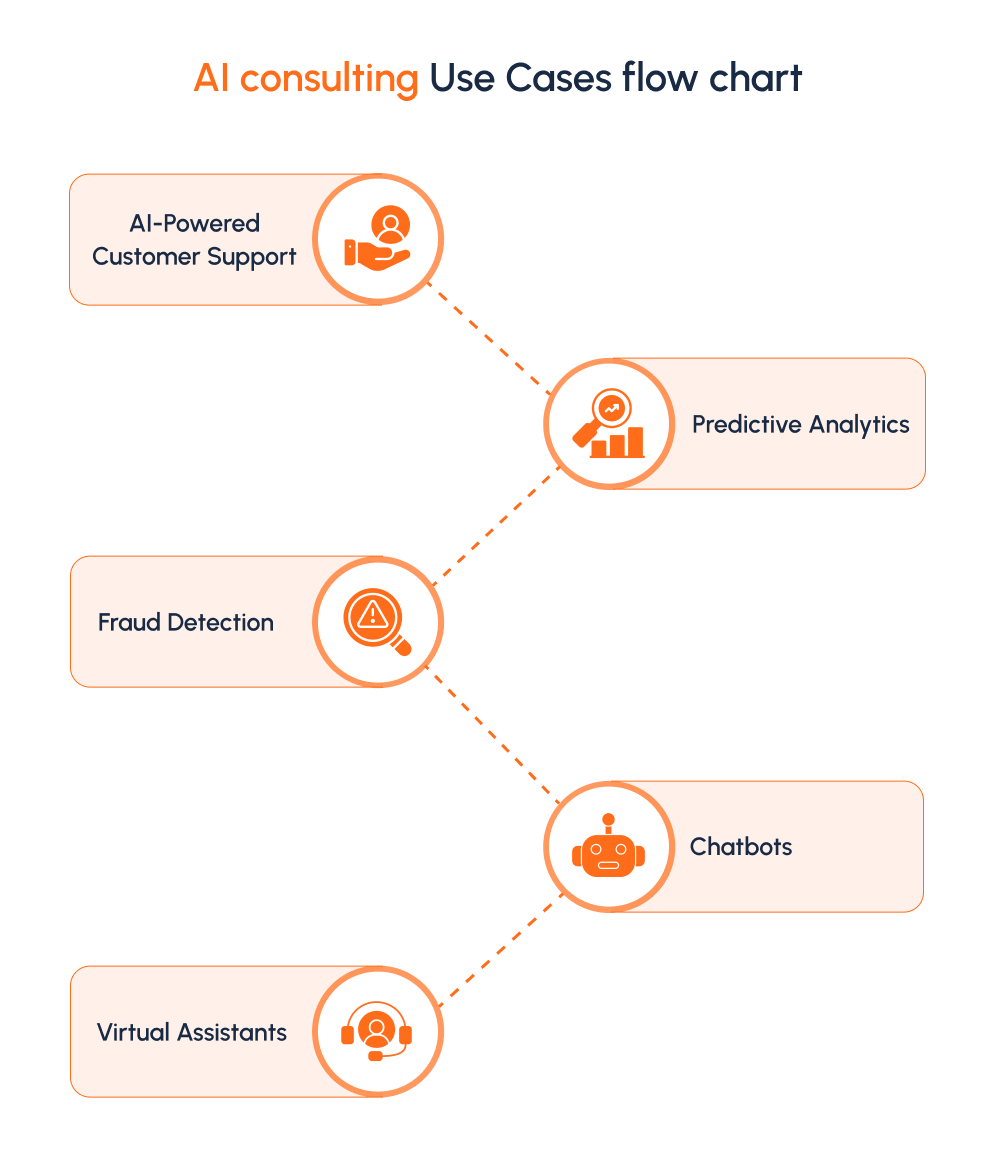 AI consulting Use Cases flow chart
AI-Powered
Customer Support
Predictive Analytics
Fraud Detection
Chatbots
Virtual Assistants